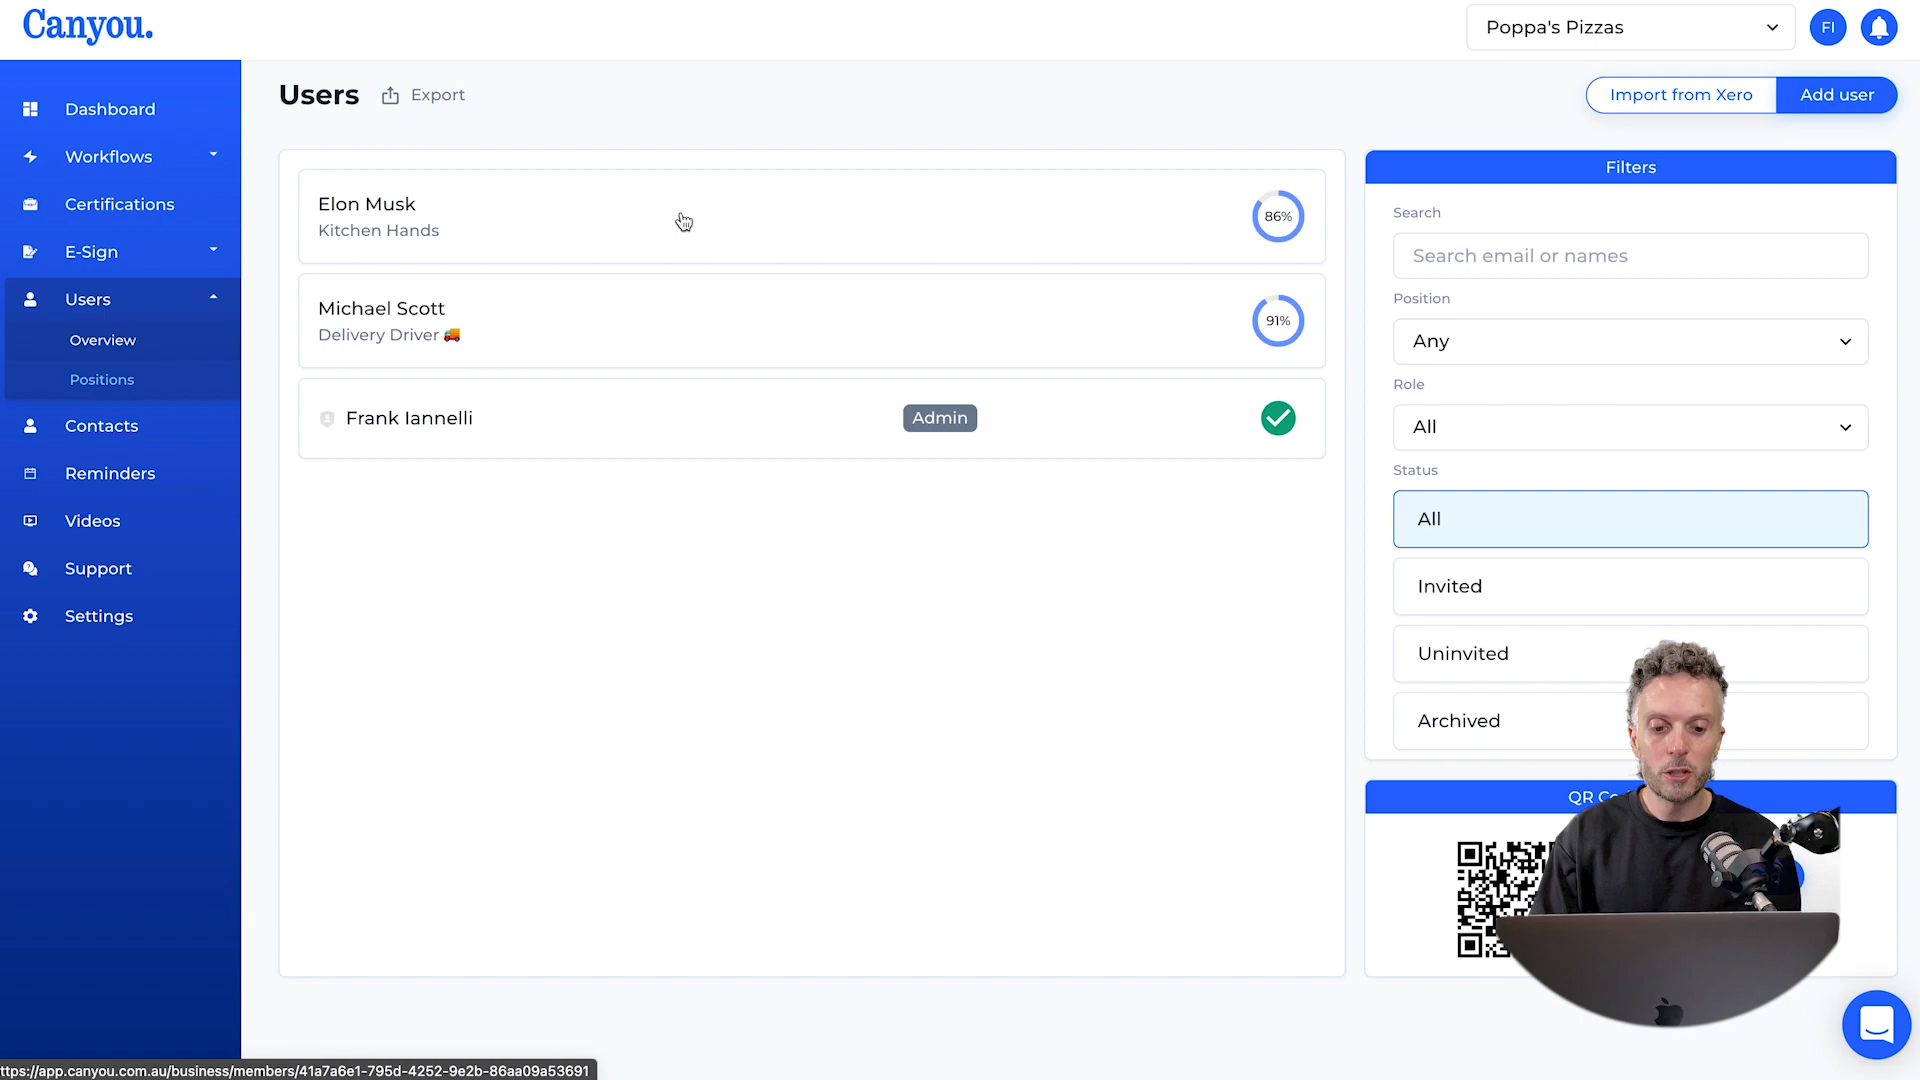 Canyou.
Poppa's Pizzas
FI
Dashboard
Workflows
Certifications
E-Sign
Users
Overview
Positions
Contacts
Reminders
Videos
Support
Settings
Users
Export
Import from Xero
Add user
Elon Musk
Kitchen Hands
86%
Michael Scott
Delivery Driver 🚚
91%
Frank Iannelli
Admin
Filters
Search
Search email or names
Position
Any
Role
All
Status
All
Invited
Uninvited
Archived
QR
ttps://app.canyou.com.au/business/members/41a7a6e1-795d-4252-9e2b-86aa09a53691